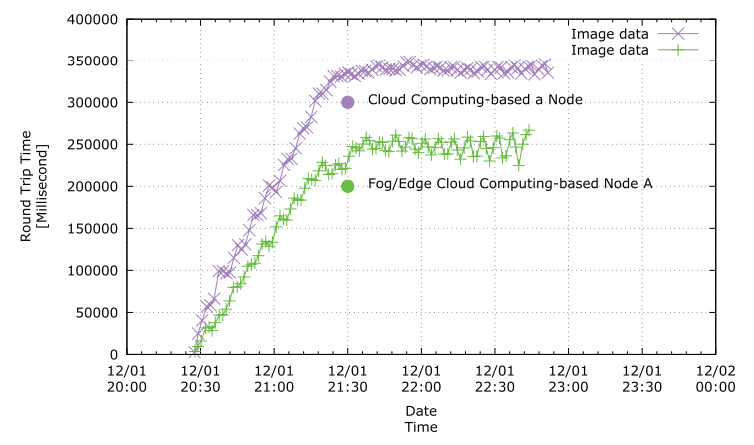 400000
350000
300000
250000
200000
150000
100000
50000
0
Round Trip Time
[Millisecond]
Image data
Image data
Cloud Computing-based a Node
Fog/Edge Cloud Computing-based Node A
12/01 12/01 12/01 12/01 12/01 12/01 12/01 12/01 12/02
20:00 20:30 21:00 21:30 22:00 22:30 23:00 23:30 00:00
Date
Time